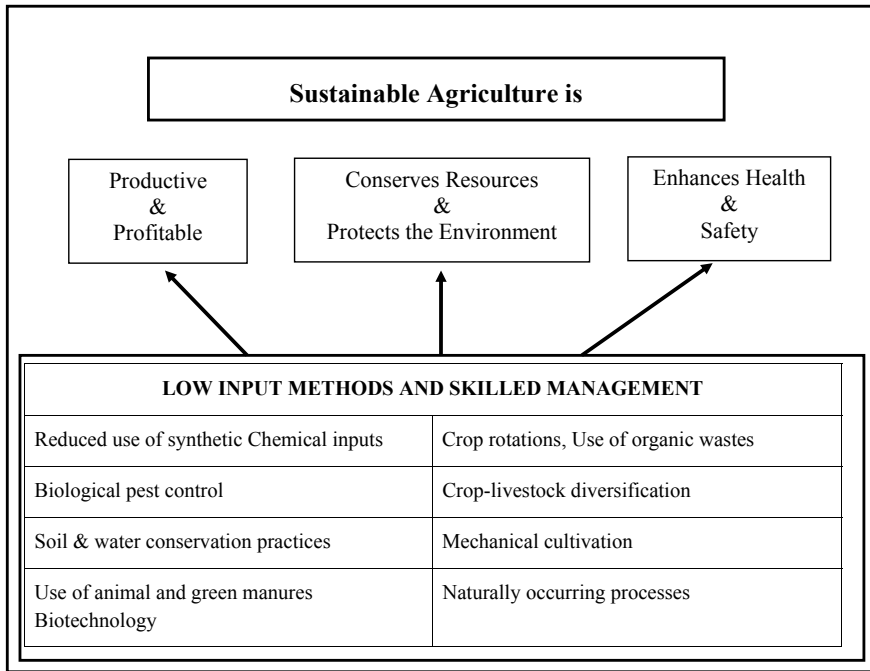 Sustainable Agriculture is
Productive
&
Profitable
Conserves Resources
&
Protects the Environment
Enhances Health
&
Safety
LOW INPUT METHODS AND SKILLED MANAGEMENT
Reduced use of synthetic Chemical inputs
Crop rotations, Use of organic wastes
Biological pest control
Crop-livestock diversification
Soil & water conservation practices
Mechanical cultivation
Use of animal and green manures
Biotechnology
Naturally occurring processes